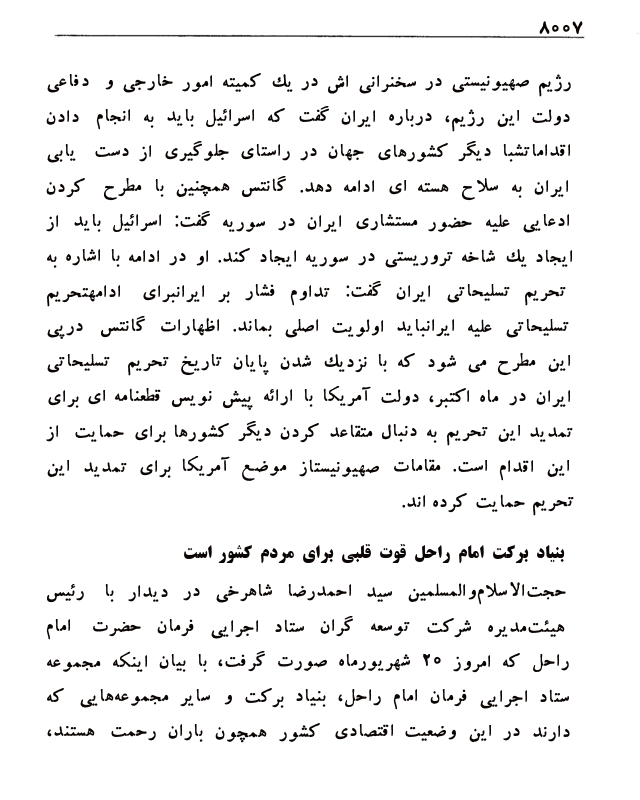 ۸۰۰۷
رژیم صهیونیستی در سخنرانی اش در یك کمیته امور خارجی و دفاعی
دولت این رژیم، درباره ایران گفت که اسرائیل باید به انجام دادن
اقداماتشبا دیگر کشورهای جهان در راستای جلوگیری از دست یابی
ایران به سلاح هسته ای ادامه دهد. گانتس همچنین با مطرح کردن
ادعایی علیه حضور مستشاری ایران در سوریه گفت: اسرائیل باید از
ایجاد یك شاخه تروریستی در سوریه ایجاد کند. او در ادامه با اشاره به
تحریم تسلیحاتی ایران گفت: تداوم فشار بر ایرانبرای ادامهتحریم
تسلیحاتی علیه ایرانباید اولویت اصلی بماند. اظهارات گانتس درپی
این مطرح می شود که با نزدیك شدن پایان تاریخ تحریم تسلیحاتی
ایران در ماه اکتبر، دولت آمریکا با ارائه پیش نویس قطعنامه ای برای
تمدید این تحریم به دنبال متقاعد کردن دیگر کشورها برای حمایت از
این اقدام است. مقامات صهیونیستاز موضع آمریکا برای تمدید این
تحریم حمایت کرده اند.
بنیاد برکت امام راحل قوت قلبی برای مردم کشور است
حجت‌الاسلام‌والمسلمین سید احمدرضا شاهرخی در دیدار با رئیس
هیئت‌مدیره شرکت توسعه گران ستاد اجرایی فرمان حضرت امام
راحل که امروز ۲۵ شهریورماه صورت گرفت، با بیان اینکه مجموعه
ستاد اجرایی فرمان امام راحل، بنیاد برکت و سایر مجموعه‌هایی که
دارند در این وضعیت اقتصادی کشور همچون باران رحمت هستند،